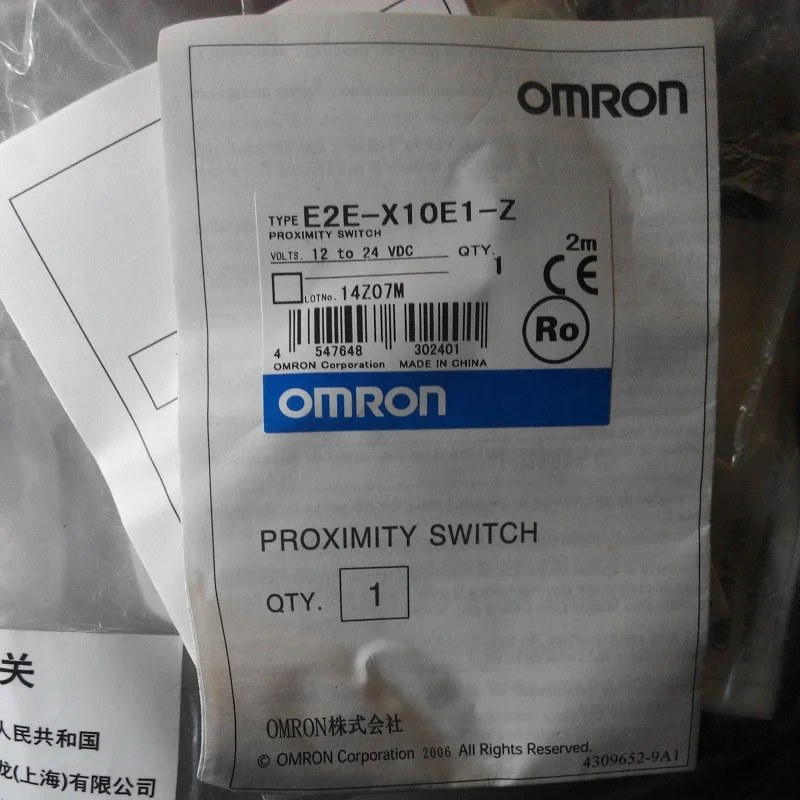 OMRON
TYPE E2E-X10E1-Z
PROXIMITY SWITCH
2m
VOLTS. 12 to 24 VDC QTY. 1
CE
LOTNo. 14Z07M
Ro
4 547648 302401
OMRON Corporation MADE IN CHINA
OMRON
PROXIMITY SWITCH
QTY. 1
OMRON株式会社
© OMRON Corporation 2006 All Rights Reserved.
4309652-9A1
关
人民共和国
龙(上海)有限公司